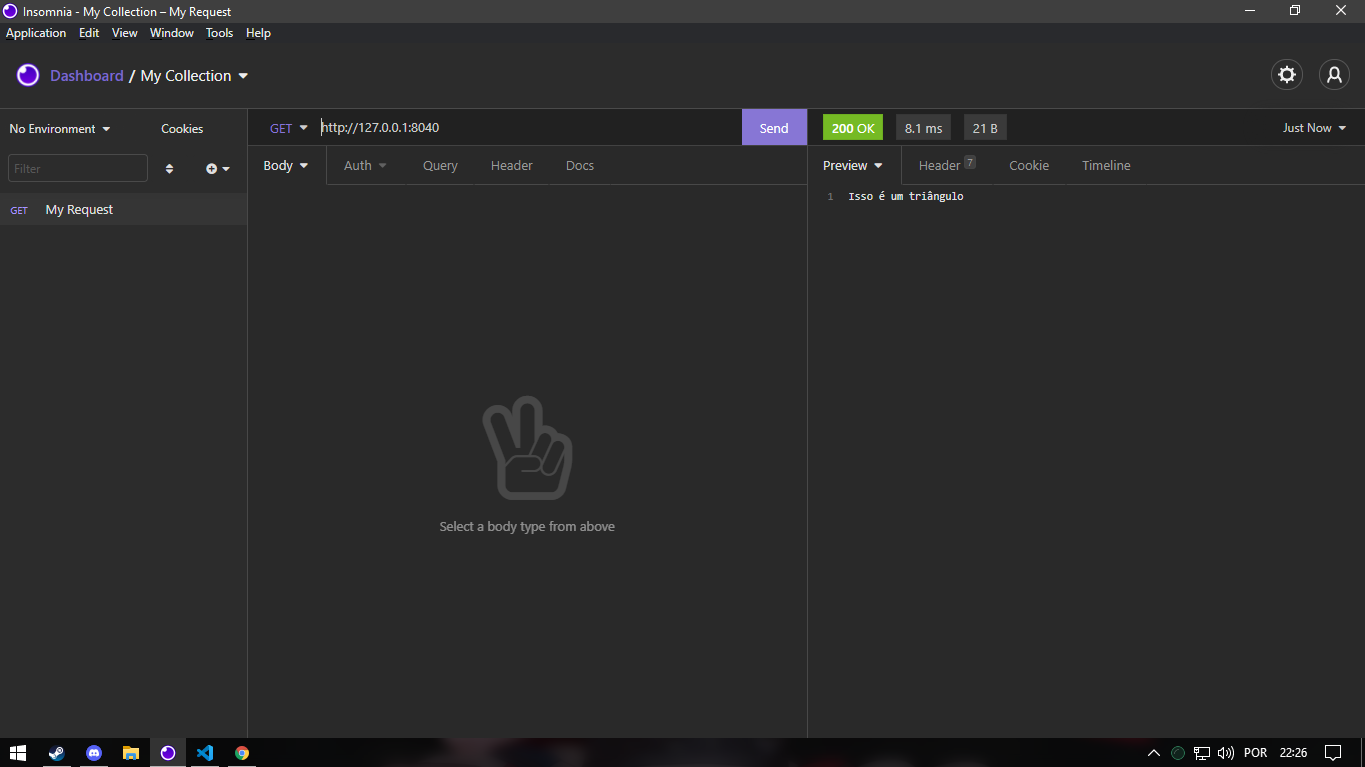 Insomnia - My Collection – My Request
Application Edit View Window Tools Help
Dashboard / My Collection
No Environment Cookies
GET http://127.0.0.1:8040 Send
200 OK 8.1 ms 21 B Just Now
Filter
Body Auth Query Header Docs
Preview Header 7 Cookie Timeline
GET My Request
1 Isso é um triângulo
Select a body type from above
POR 22:26